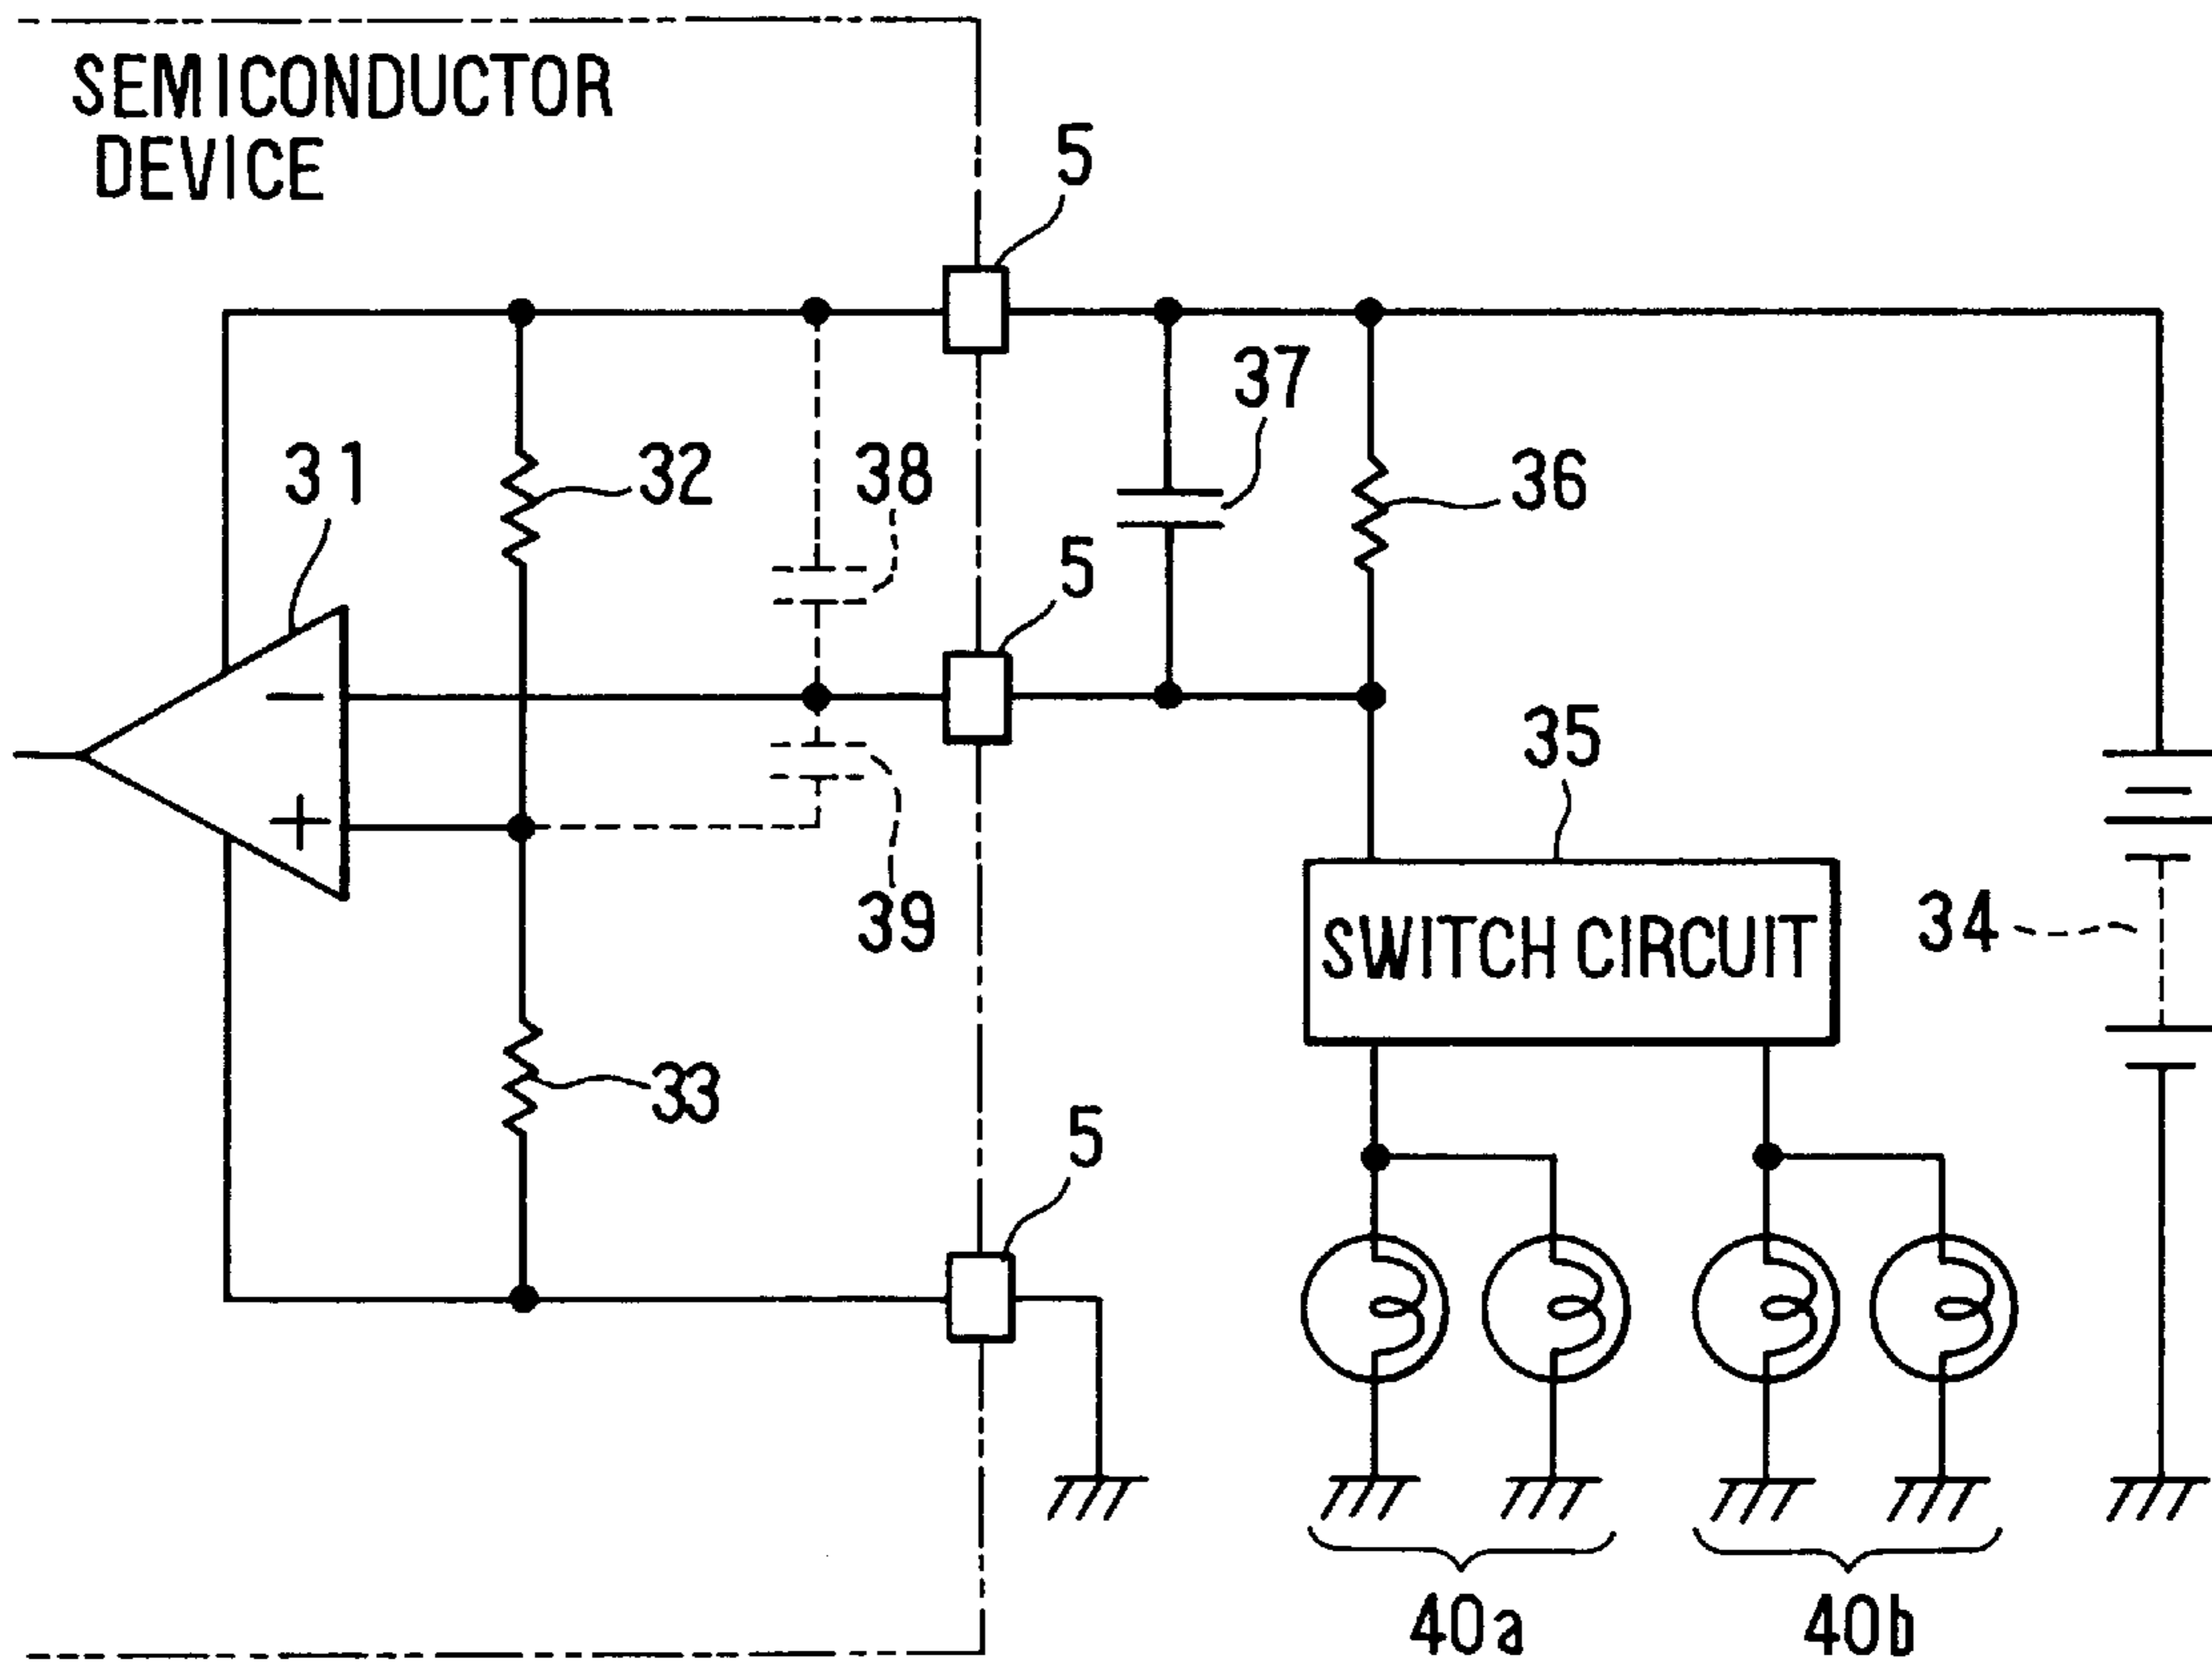 SEMICONDUCTOR
DEVICE
5
37
31
32
38
36
5
−
35
+
39
SWITCH CIRCUIT
34
33
5
40a
40b